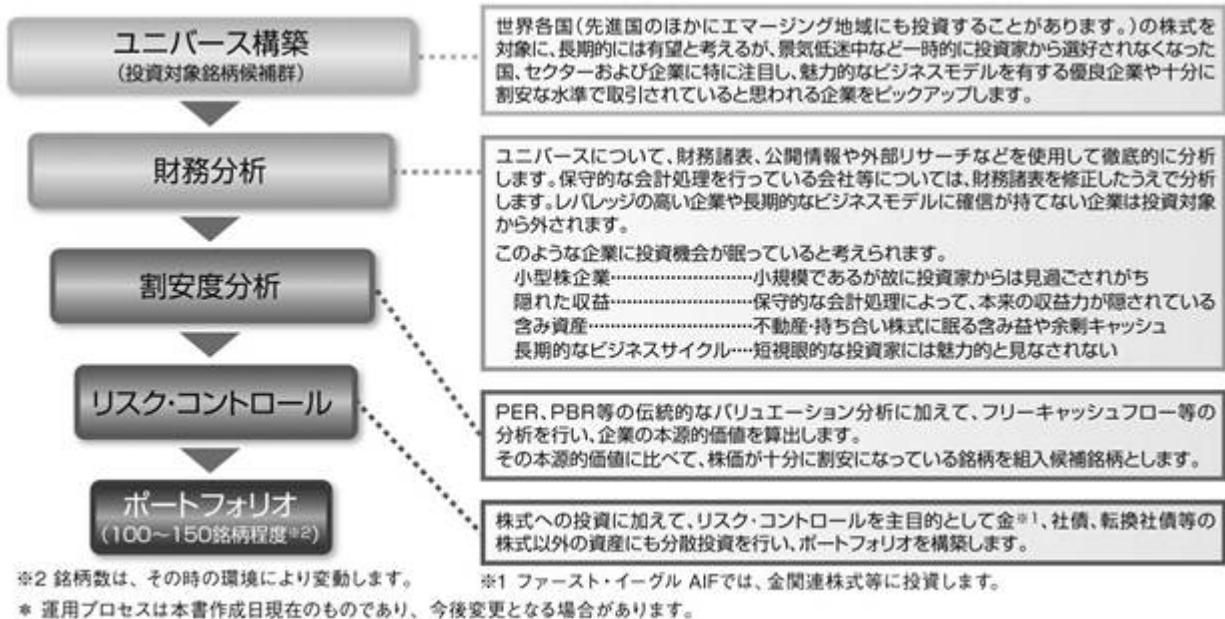 ユニバース構築
(投資対象銘柄候補群)
世界各国(先進国のほかにエマージング地域にも投資することがあります。)の株式を
対象に、長期的には有望と考えるが、景気低迷中など一時的に投資家から選好されなくなった
国、セクターおよび企業に特に注目し、魅力的なビジネスモデルを有する優良企業や十分に
割安な水準で取引されていると思われる企業をピックアップします。
財務分析
ユニバースについて、財務諸表、公開情報や外部リサーチなどを使用して徹底的に分析
します。保守的な会計処理を行っている会社等については、財務諸表を修正したうえで分析
します。レバレッジの高い企業や長期的なビジネスモデルに確信が持てない企業は投資対象
から外されます。
このような企業に投資機会が眠っていると考えられます。
小型株企業…………………………小規模であるが故に投資家からは見過ごされがち
隠れた収益…………………………保守的な会計処理によって、本来の収益力が隠されている
含み資産……………………………不動産・持ち合い株式に眠る含み益や余剰キャッシュ
長期的なビジネスサイクル‥‥短視眼的な投資家には魅力的と見なされない
割安度分析
PER、PBR等の伝統的なバリュエーション分析に加えて、フリーキャッシュフロー等の
分析を行い、企業の本源的価値を算出します。
その本源的価値に比べて、株価が十分に割安になっている銘柄を組入候補銘柄とします。
リスク・コントロール
株式への投資に加えて、リスク・コントロールを主目的として金※1、社債、転換社債等の
株式以外の資産にも分散投資を行い、ポートフォリオを構築します。
ポートフォリオ
(100〜150銘柄程度※2)
※2 銘柄数は、その時の環境により変動します。
※1 ファースト・イーグル AIFでは、金関連株式等に投資します。
* 運用プロセスは本書作成日現在のものであり、今後変更となる場合があります。